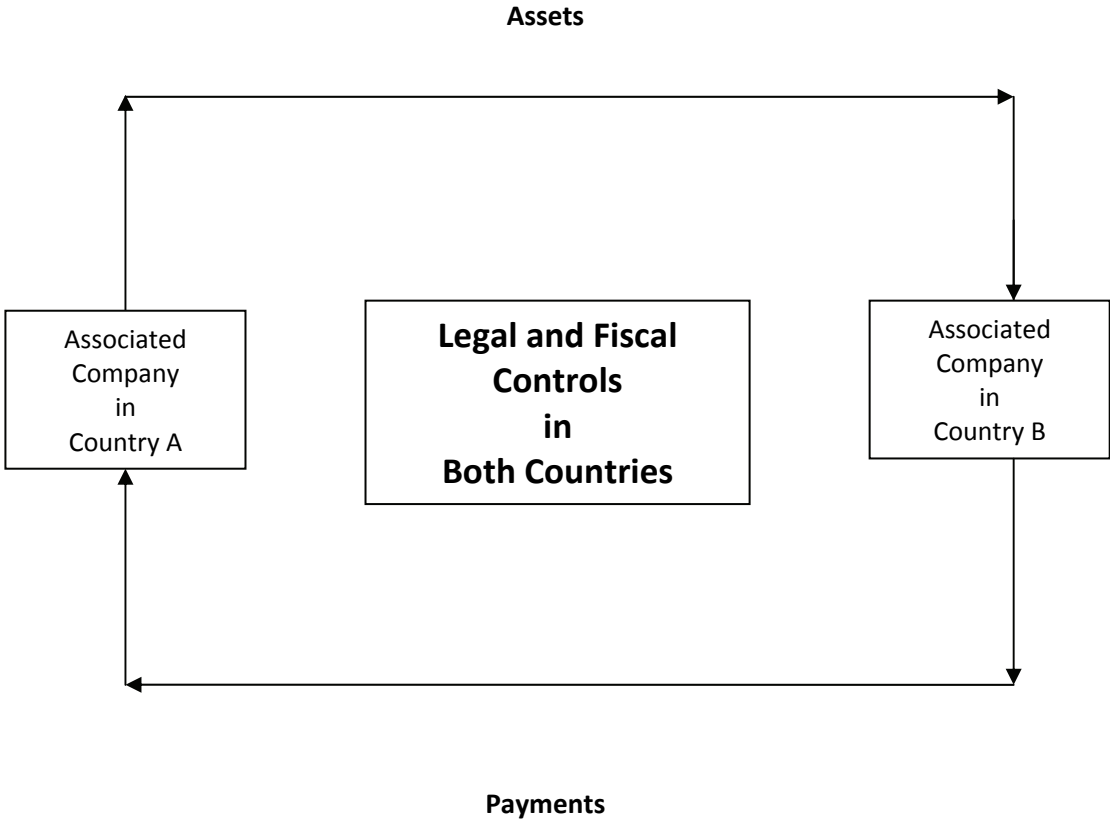 Assets
Associated
Company
in
Country A
Legal and Fiscal
Controls
in
Both Countries
Associated
Company
in
Country B
Payments